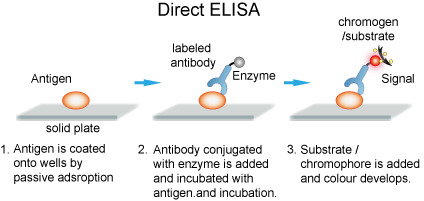 Direct ELISA
Antigen
solid plate
labeled
antibody
Enzyme
chromogen
/substrate
Signal
1. Antigen is coated
onto wells by
passive adsroption
2. Antibody conjugated
with enzyme is added
and incubated with
antigen.and incubation.
3. Substrate /
chromophore is added
and colour develops.